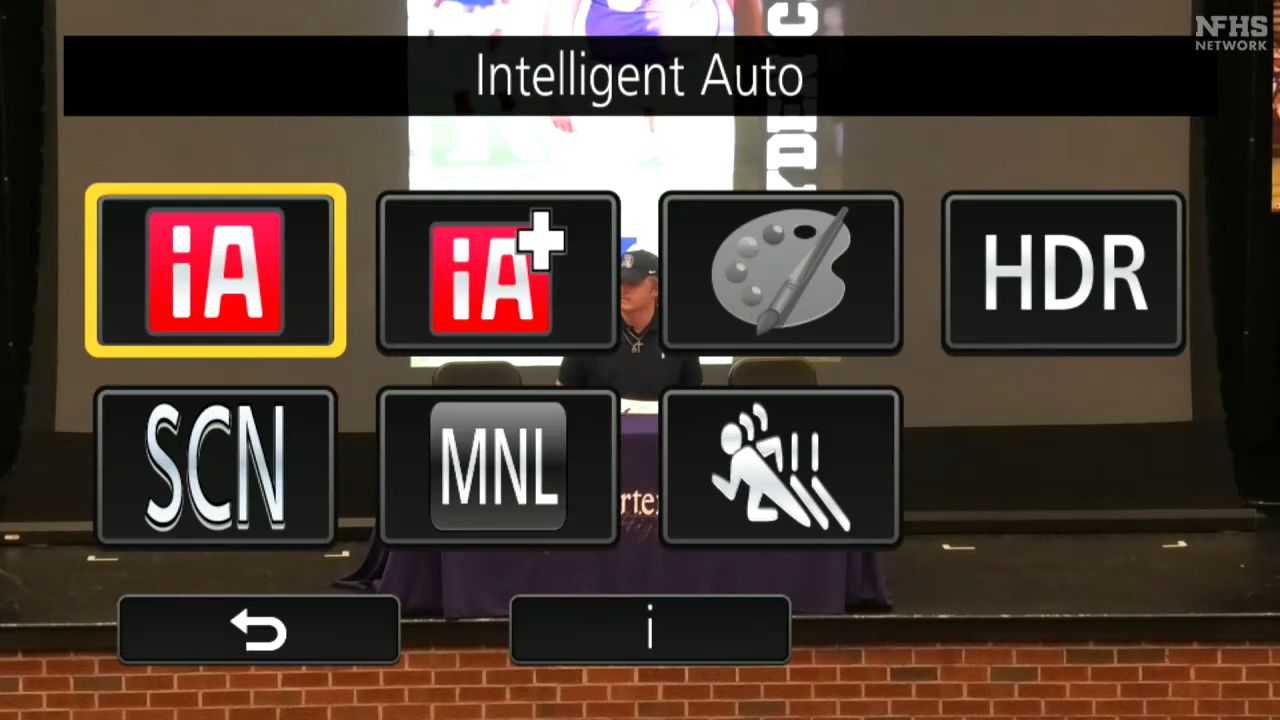 NFHS
NETWORK
Intelligent Auto
iA
iA+
HDR
SCN
MNL
i